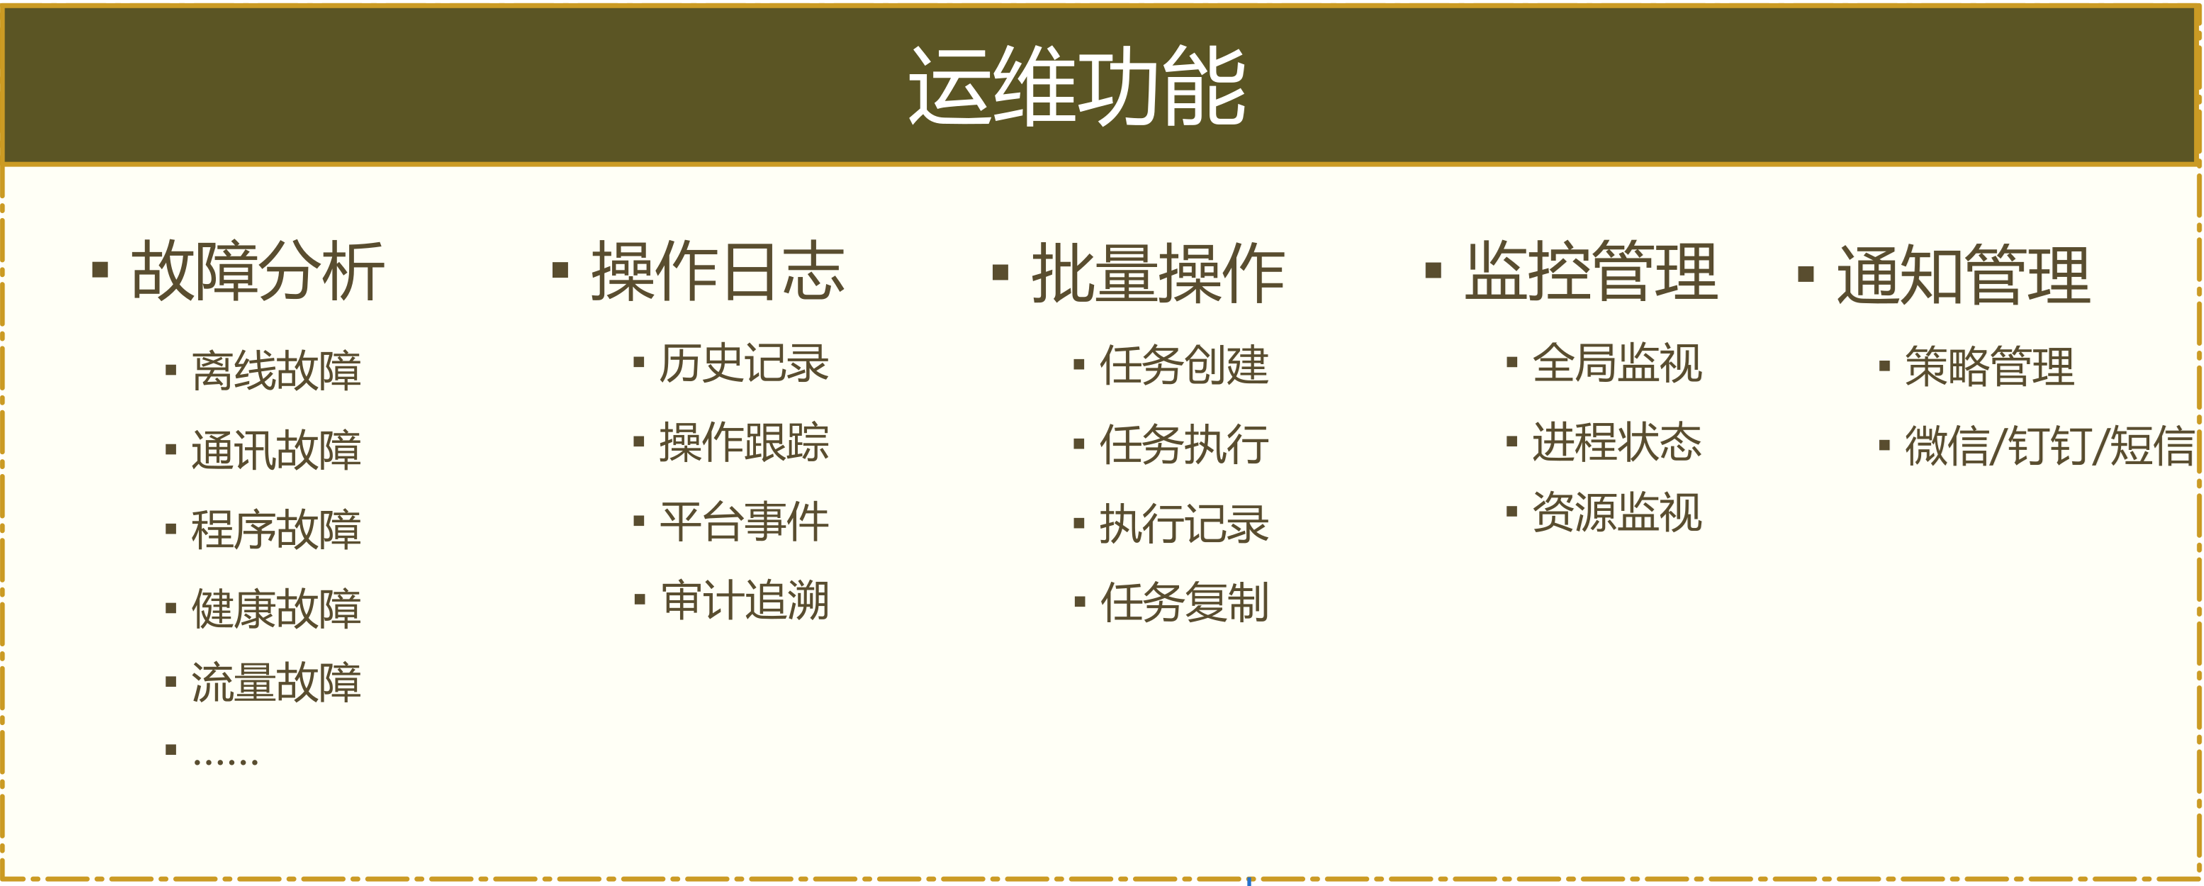 运维功能
▪ 故障分析
▪ 离线故障
▪ 通讯故障
▪ 程序故障
▪ 健康故障
▪ 流量故障
▪ ……
▪ 操作日志
▪ 历史记录
▪ 操作跟踪
▪ 平台事件
▪ 审计追溯
▪ 批量操作
▪ 任务创建
▪ 任务执行
▪ 执行记录
▪ 任务复制
▪ 监控管理
▪ 全局监视
▪ 进程状态
▪ 资源监视
▪ 通知管理
▪ 策略管理
▪ 微信/钉钉/短信